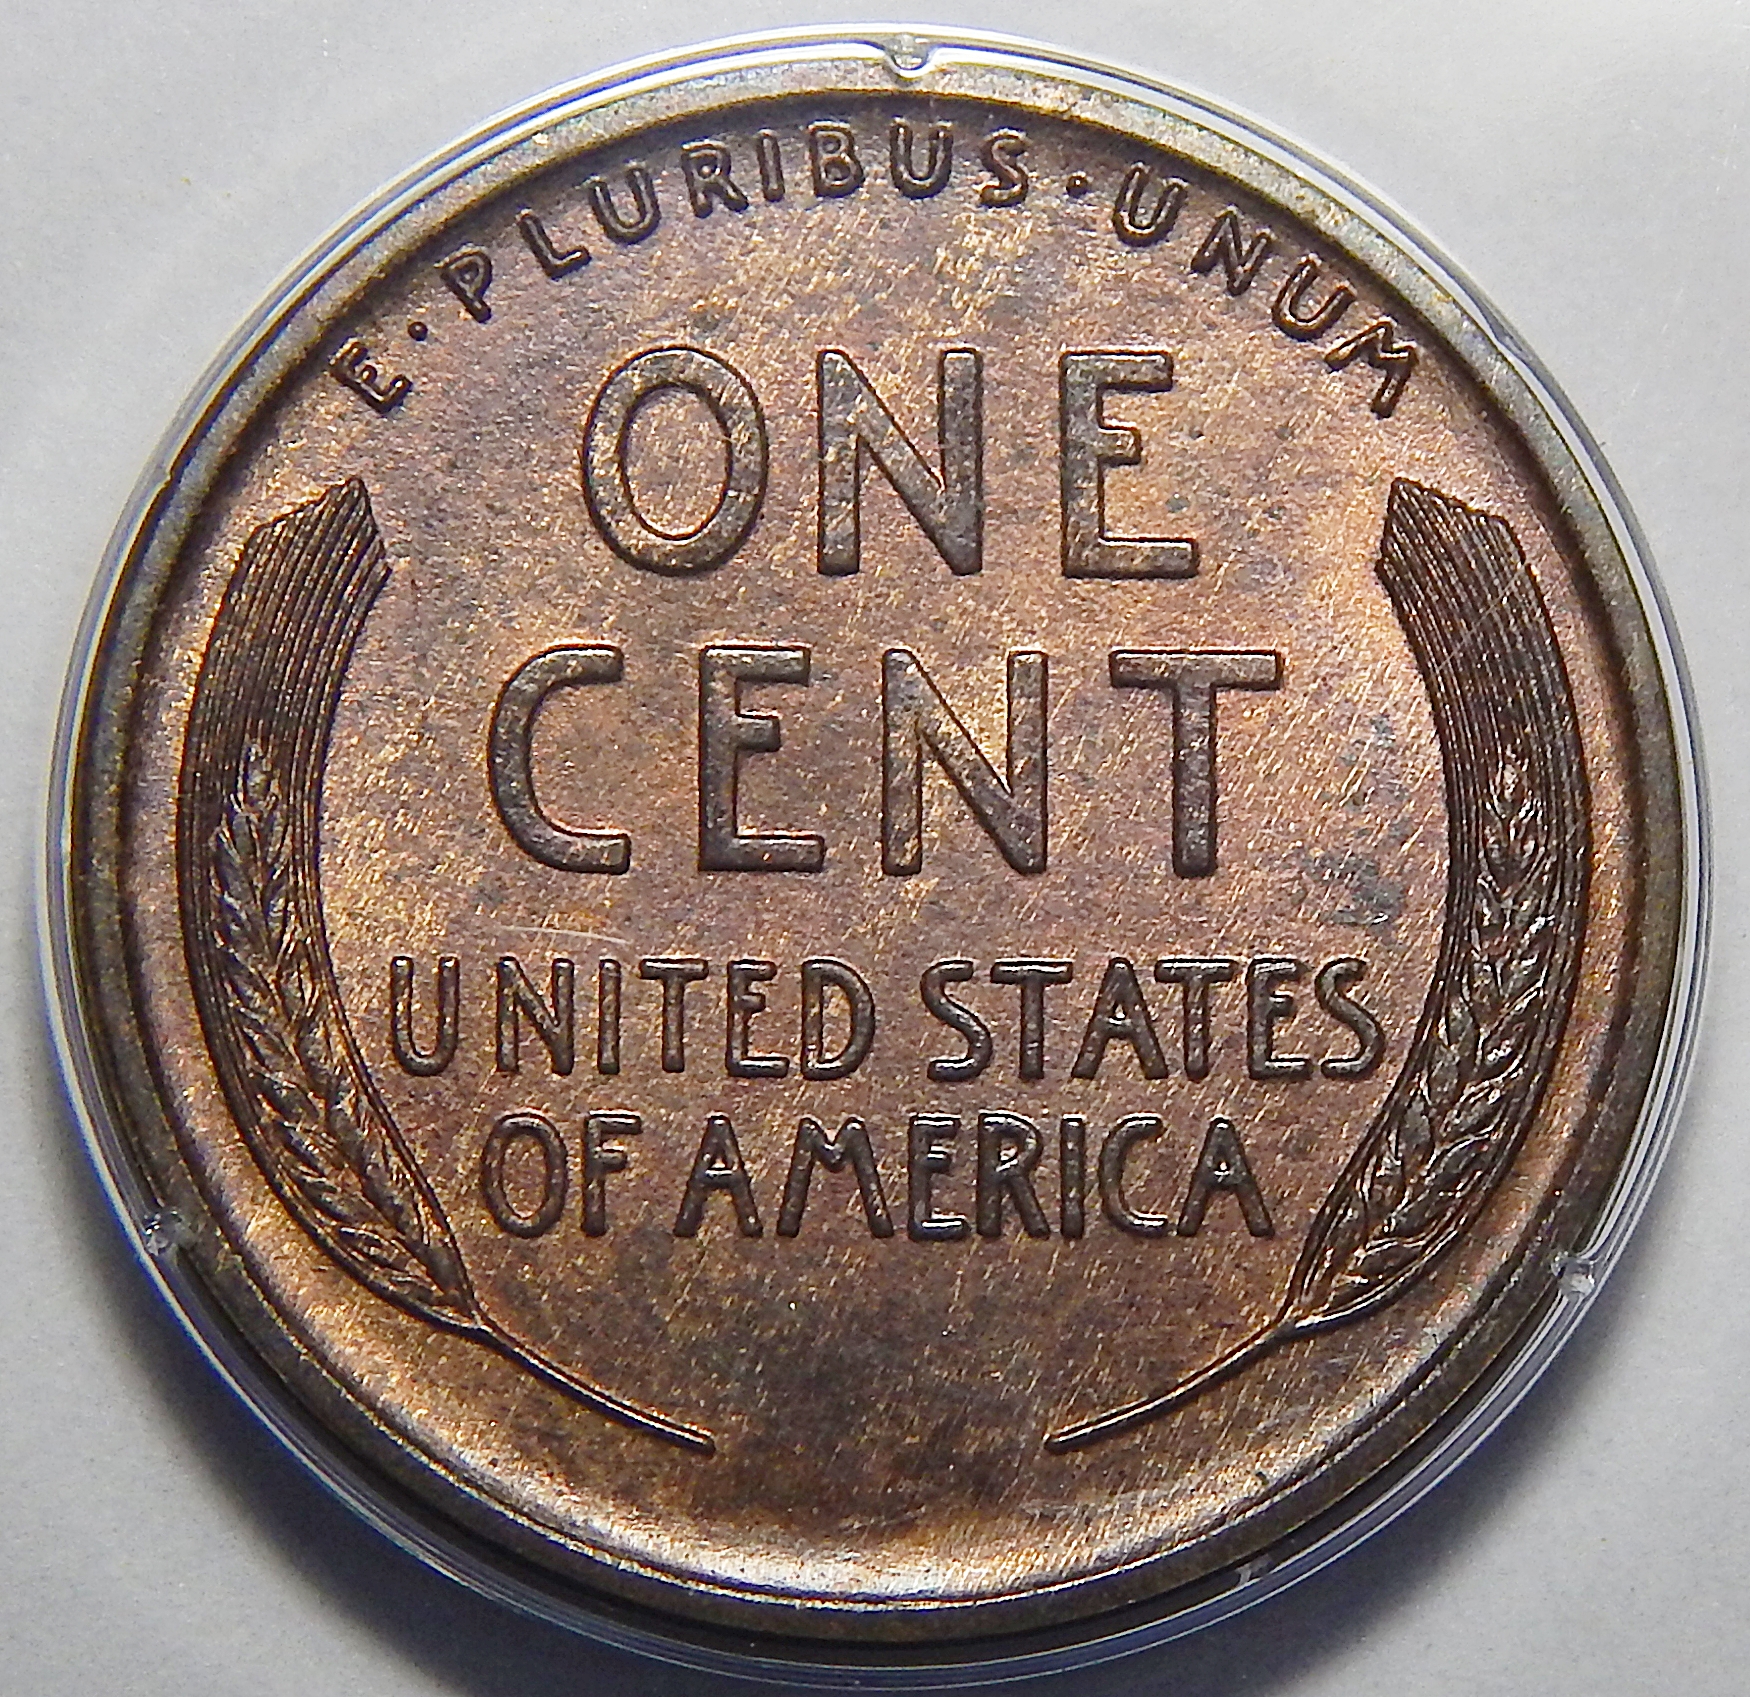 E·PLURIBUS·UNUM
ONE
CENT
UNITED STATES
OF AMERICA